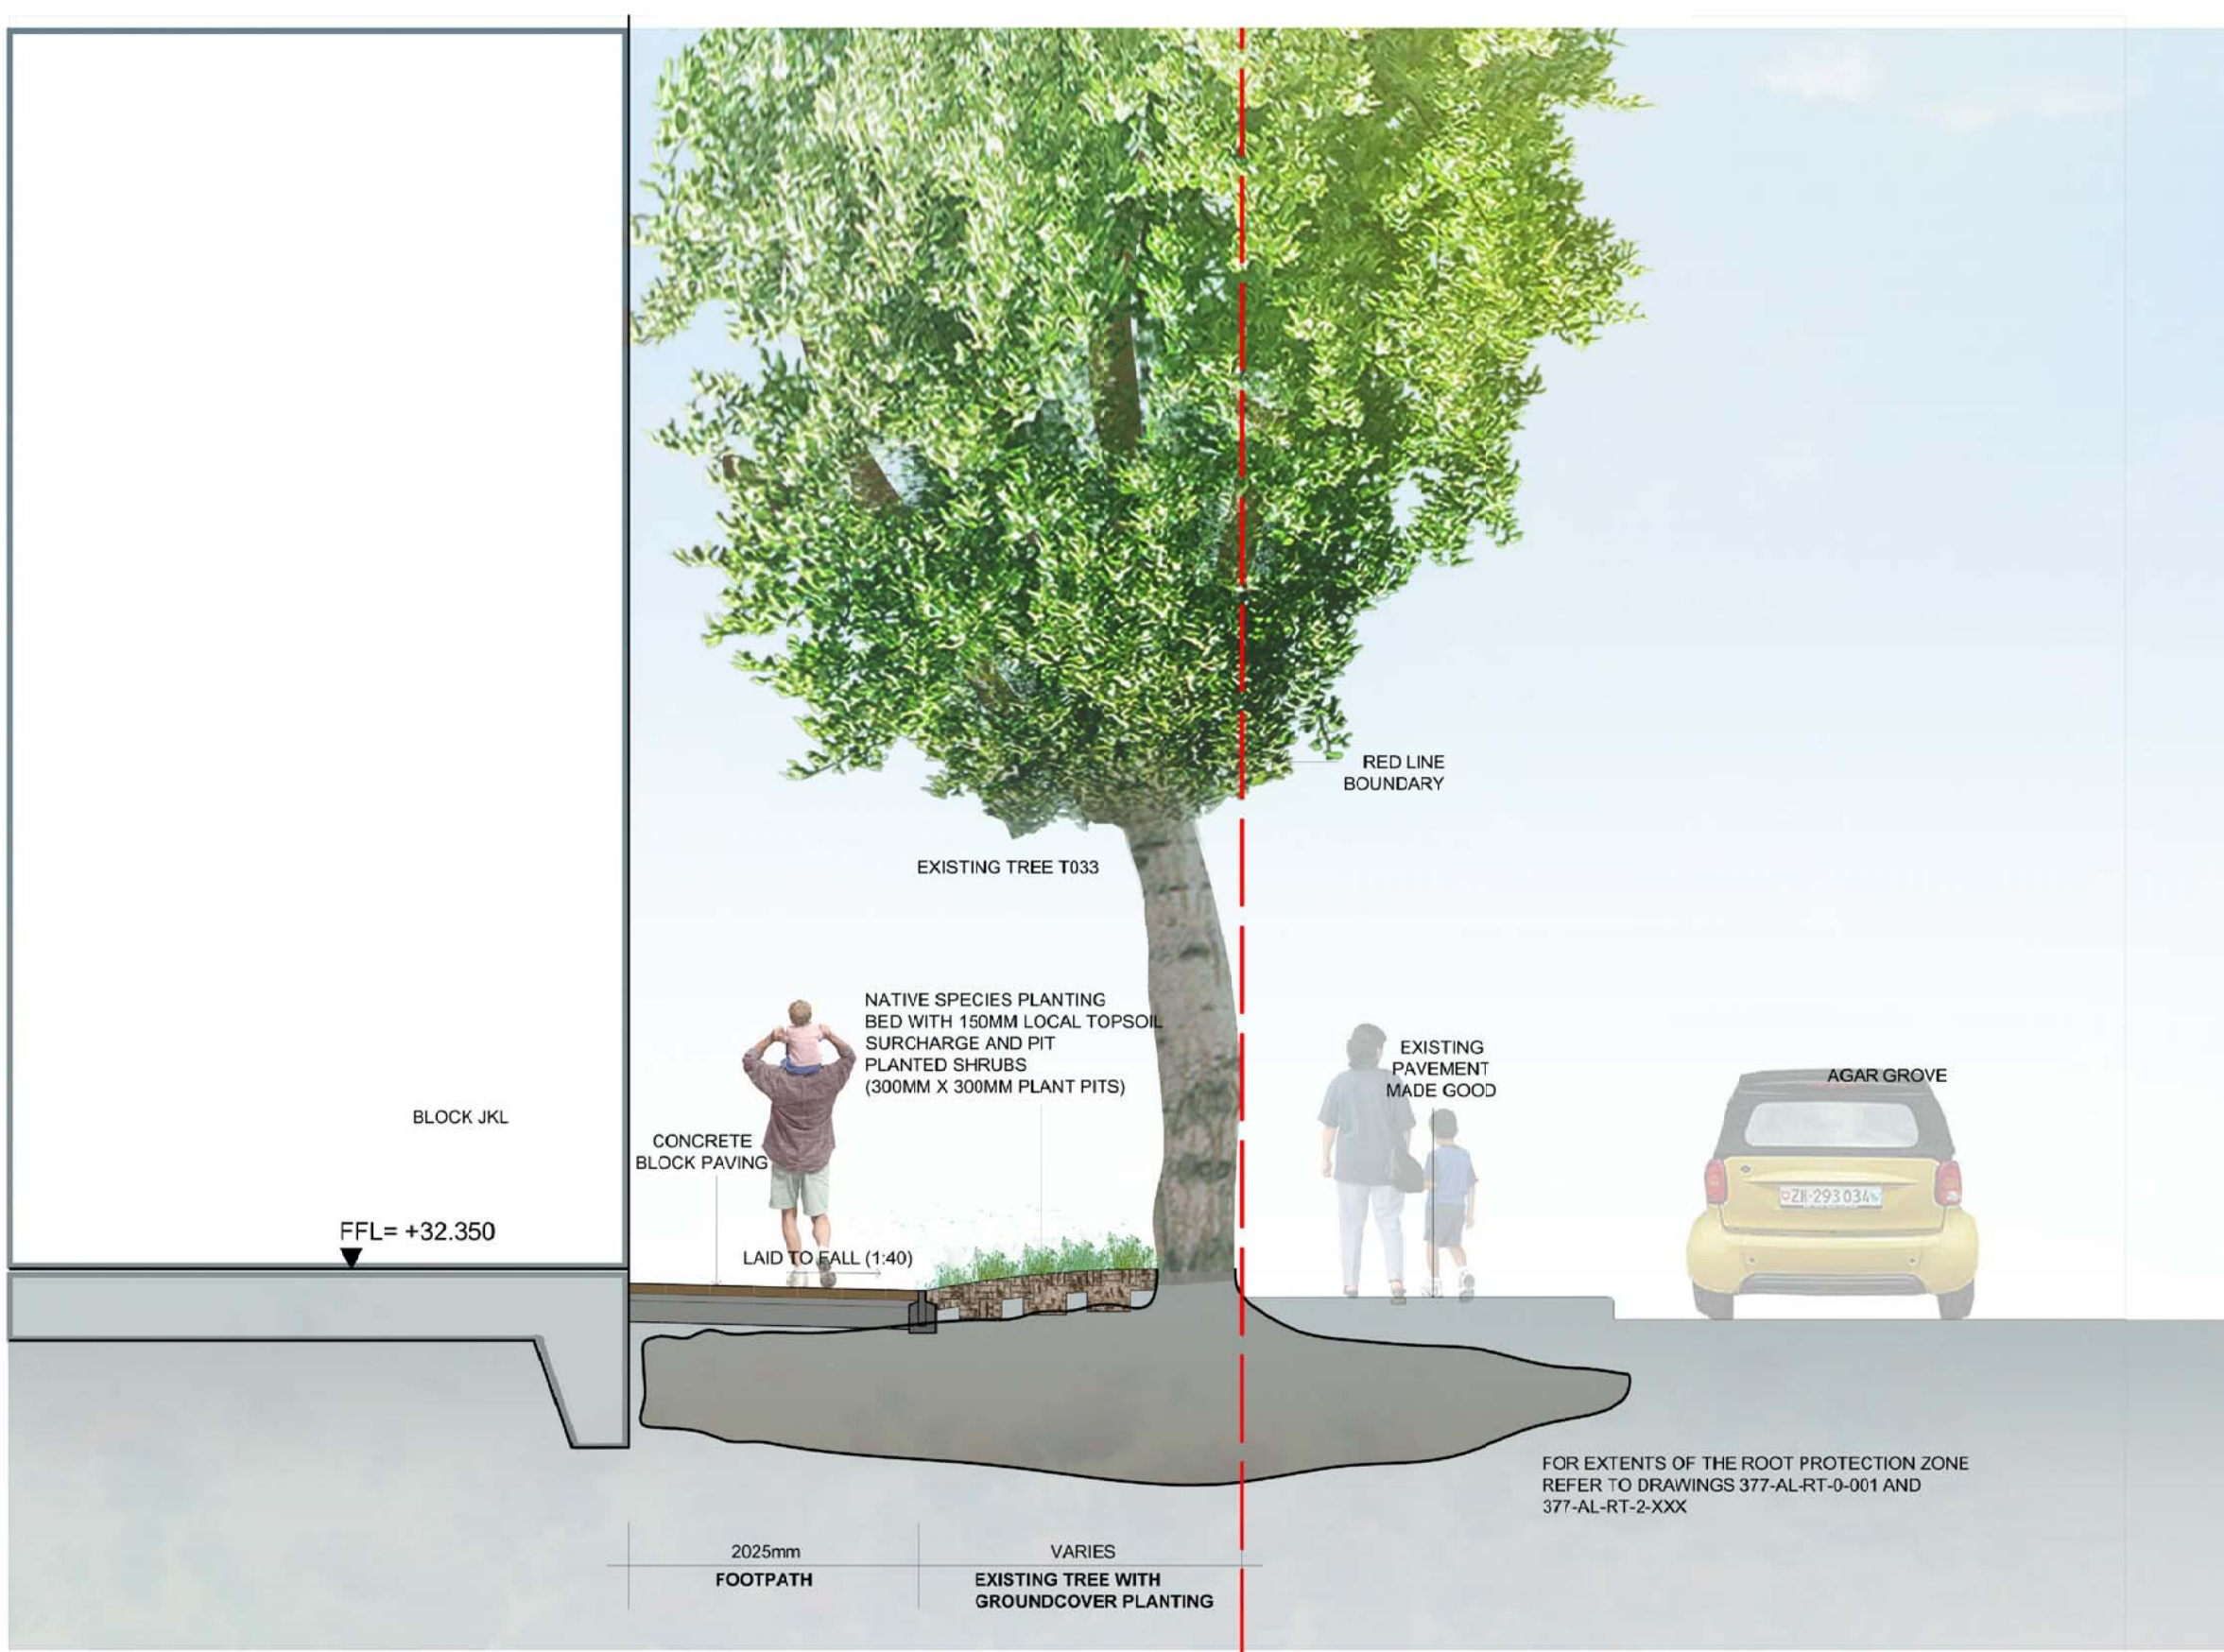 RED LINE
BOUNDARY
EXISTING TREE T033
NATIVE SPECIES PLANTING
BED WITH 150MM LOCAL TOPSOIL
SURCHARGE AND PIT
PLANTED SHRUBS
(300MM X 300MM PLANT PITS)
EXISTING
PAVEMENT
MADE GOOD
AGAR GROVE
BLOCK JKL
CONCRETE
BLOCK PAVING
ZH·293034
FFL= +32.350
LAID TO FALL (1:40)
FOR EXTENTS OF THE ROOT PROTECTION ZONE
REFER TO DRAWINGS 377-AL-RT-0-001 AND
377-AL-RT-2-XXX
2025mm
FOOTPATH
VARIES
EXISTING TREE WITH
GROUNDCOVER PLANTING